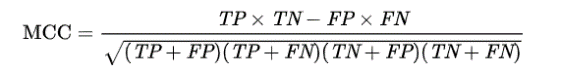 MCC = TP × TN – FP × FN / √(TP + FP)(TP + FN)(TN + FP)(TN + FN)